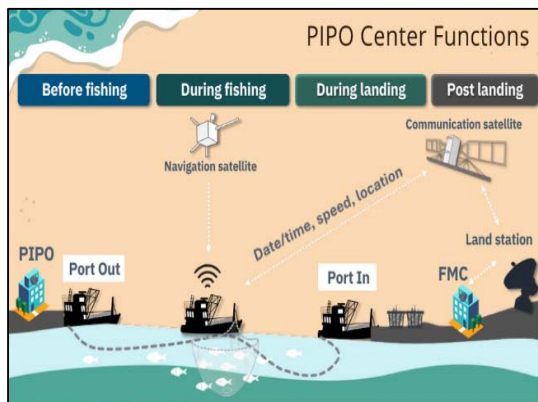 PIPO Center Functions
Before fishing
During fishing
During landing
Post landing
Communication satellite
Navigation satellite
Date/time, speed, location
Land station
PIPO
Port Out
Port In
FMC